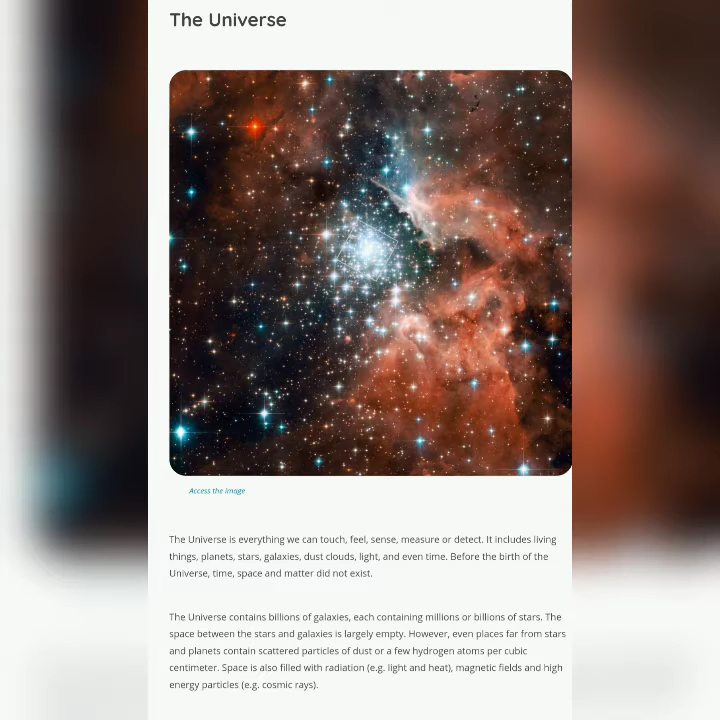 The Universe
Access the image
The Universe is everything we can touch, feel, sense, measure or detect. It includes living
things, planets, stars, galaxies, dust clouds, light, and even time. Before the birth of the
Universe, time, space and matter did not exist.
The Universe contains billions of galaxies, each containing millions or billions of stars. The
space between the stars and galaxies is largely empty. However, even places far from stars
and planets contain scattered particles of dust or a few hydrogen atoms per cubic
centimeter. Space is also filled with radiation (e.g. light and heat), magnetic fields and high
energy particles (e.g. cosmic rays).